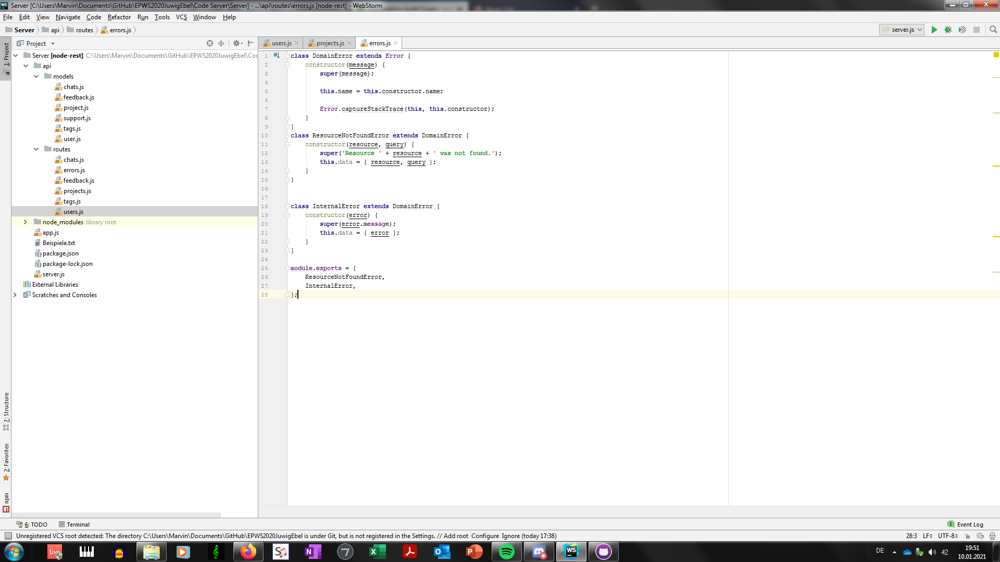 Server [C:\Users\Marvin\Documents\GitHub\EPWS2020JuwigEbel\Code Server\Server] - ...\api\routes\errors.js [node-rest] - WebStorm
File Edit View Navigate Code Refactor Run Tools VCS Window Help
Server api routes errors.js
server.js
Project
users.js projects.js errors.js
1: Project
7: Structure
2: Favorites
npm
Server [node-rest] C:\Users\Marvin\Documents\GitHub\EPWS2020JuwigEbel\Coc
api
models
chats.js
feedback.js
project.js
support.js
tags.js
user.js
routes
chats.js
errors.js
feedback.js
projects.js
tags.js
users.js
node_modules library root
app.js
Beispiele.txt
package.json
package-lock.json
server.js
External Libraries
Scratches and Consoles
1 class DomainError extends Error {
2 constructor(message) {
3 super(message);
4
5 this.name = this.constructor.name;
6
7 Error.captureStackTrace(this, this.constructor);
8 }
9 }
10 class ResourceNotFoundError extends DomainError {
11 constructor(resource, query) {
12 super('Resource ' + resource + ' was not found.');
13 this.data = { resource, query };
14 }
15 }
16
17
18 class InternalError extends DomainError {
19 constructor(error) {
20 super(error.message);
21 this.data = { error };
22 }
23 }
24
25 module.exports = {
26 ResourceNotFoundError,
27 InternalError,
28 };
6: TODO Terminal 1 Event Log
Unregistered VCS root detected: The directory C:\Users\Marvin\Documents\GitHub\EPWS2020JuwigEbel is under Git, but is not registered in the Settings. // Add root Configure Ignore (today 17:38) 28:3 LF UTF-8
Live WS DE 42 19:51
10.01.2021